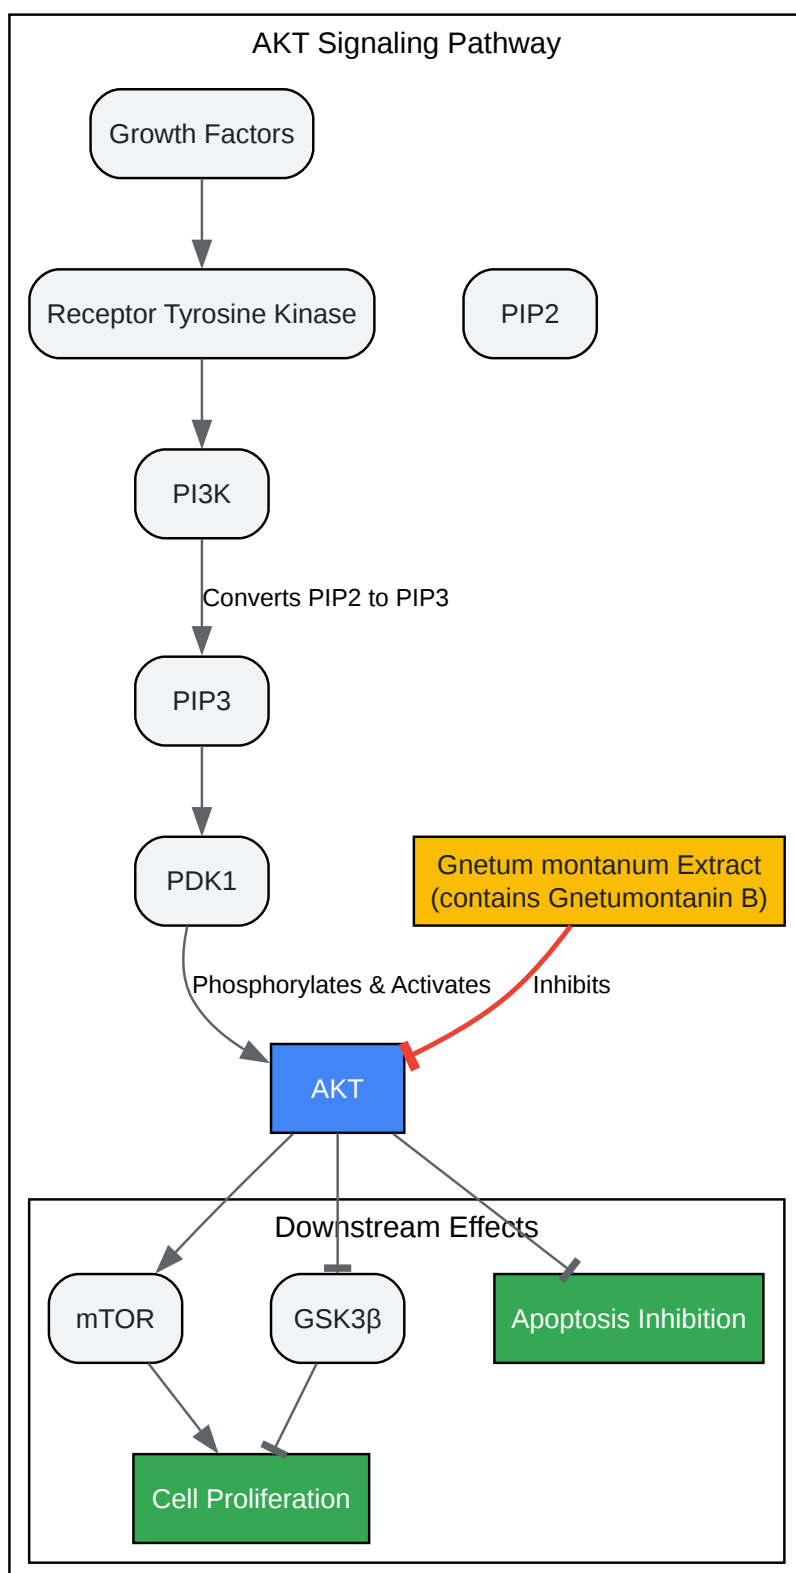 AKT Signaling Pathway
Growth Factors
Receptor Tyrosine Kinase
PIP2
PI3K
Converts PIP2 to PIP3
PIP3
PDK1
Gnetum montanum Extract
(contains Gnetumontanin B)
Phosphorylates & Activates
Inhibits
AKT
Downstream Effects
mTOR
GSK3β
Apoptosis Inhibition
Cell Proliferation